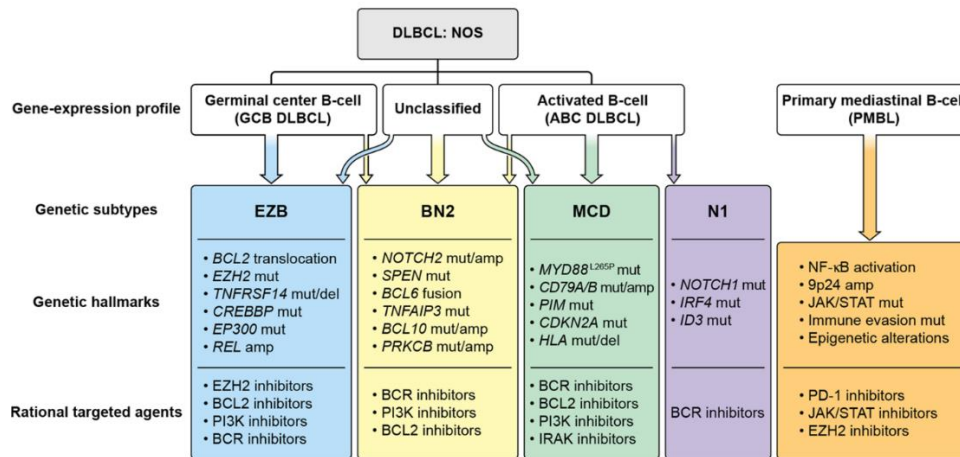 DLBCL: NOS
Gene-expression profile
Germinal center B-cell
(GCB DLBCL)
Unclassified
Activated B-cell
(ABC DLBCL)
Primary mediastinal B-cell
(PMBL)
Genetic subtypes
EZB
BN2
MCD
N1
Genetic hallmarks
• BCL2 translocation
• EZH2 mut
• TNFRSF14 mut/del
• CREBBP mut
• EP300 mut
• REL amp
• NOTCH2 mut/amp
• SPEN mut
• BCL6 fusion
• TNFAIP3 mut
• BCL10 mut/amp
• PRKCB mut/amp
• MYD88L265P mut
• CD79A/B mut/amp
• PIM mut
• CDKN2A mut
• HLA mut/del
• NOTCH1 mut
• IRF4 mut
• ID3 mut
• NF-κB activation
• 9p24 amp
• JAK/STAT mut
• Immune evasion mut
• Epigenetic alterations
Rational targeted agents
• EZH2 inhibitors
• BCL2 inhibitors
• PI3K inhibitors
• BCR inhibitors
• BCR inhibitors
• PI3K inhibitors
• BCL2 inhibitors
• BCR inhibitors
• BCL2 inhibitors
• PI3K inhibitors
• IRAK inhibitors
BCR inhibitors
• PD-1 inhibitors
• JAK/STAT inhibitors
• EZH2 inhibitors